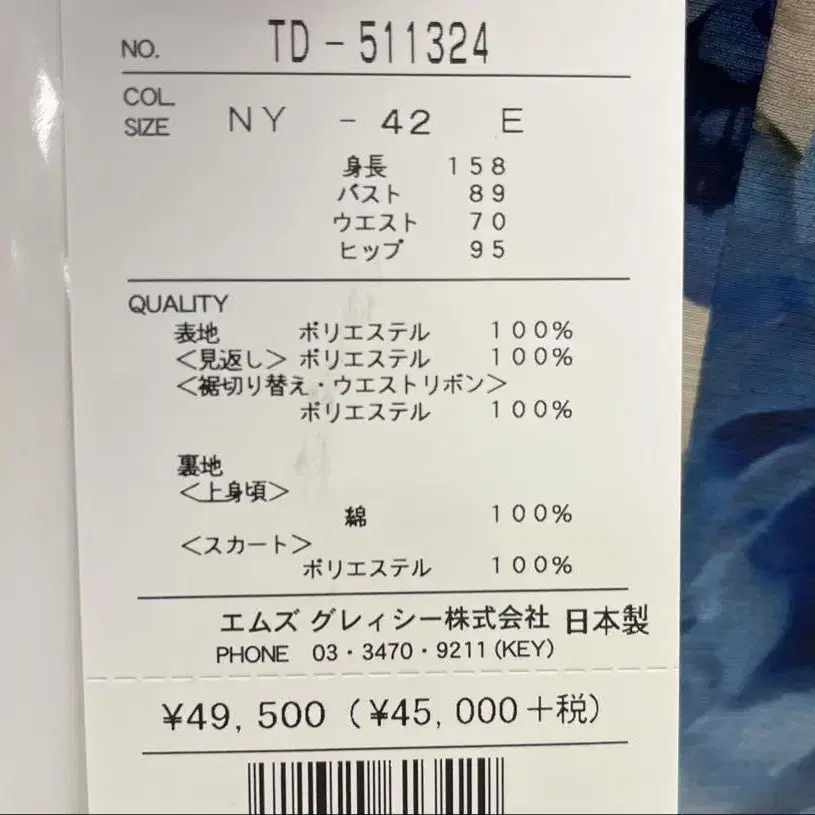 NO. TD-511324
COL.
SIZE NY - 42 E
身長 158
バスト 89
ウエスト 70
ヒップ 95
QUALITY
表地 ポリエステル 100%
<見返し> ポリエステル 100%
<裾切り替え・ウエストリボン>
ポリエステル 100%
裏地
<上身頃>
綿 100%
<スカート>
ポリエステル 100%
エムズ グレィシー株式会社 日本製
PHONE 03・3470・9211(KEY)
¥49,500(¥45,000+税)